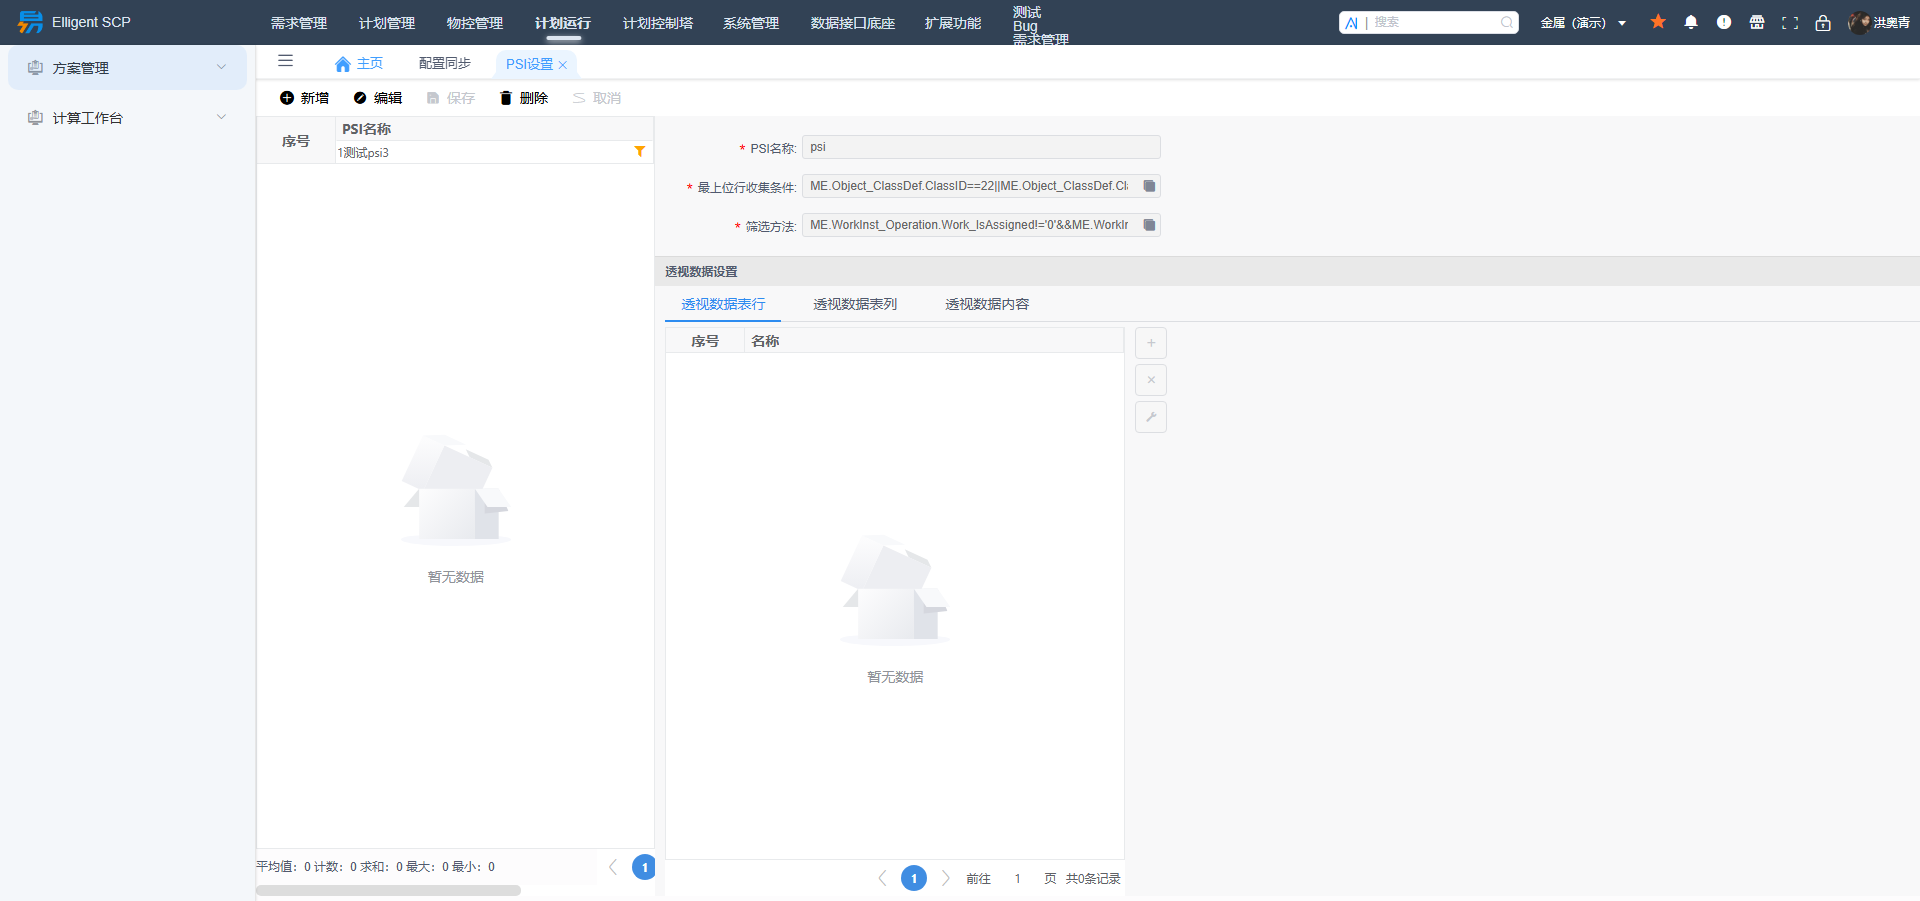 Elligent SCP
需求管理 计划管理 物控管理 计划运行 计划控制塔 系统管理 数据接口底座 扩展功能 测试 Bug 需求管理
AI | 搜索
金属（演示）
洪奥青
方案管理
计算工作台
主页 配置同步 PSI设置
新增 编辑 保存 删除 取消
序号 PSI名称
1测试psi3
暂无数据
平均值：0 计数：0 求和：0 最大：0 最小：0
1
* PSI名称: psi
* 最上位行收集条件: ME.Object_ClassDef.ClassID==22||ME.Object_ClassDef.Cl
* 筛选方法: ME.WorkInst_Operation.Work_IsAssigned!='0'&&ME.WorkIn
透视数据设置
透视数据表行 透视数据表列 透视数据内容
序号 名称
暂无数据
1 前往 1 页 共0条记录